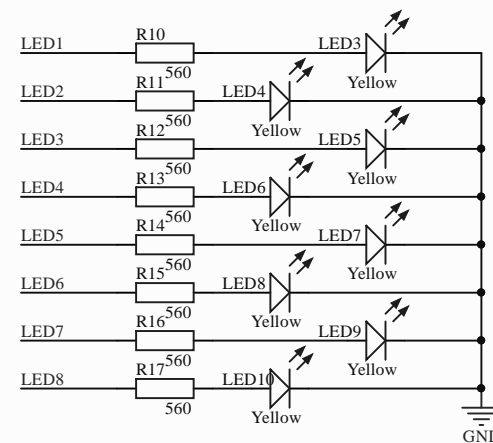 LED1 R10 LED3
560 Yellow
LED2 R11 LED4
560 Yellow
LED3 R12 LED5
560 Yellow
LED4 R13 LED6
560 Yellow
LED5 R14 LED7
560 Yellow
LED6 R15 LED8
560 Yellow
LED7 R16 LED9
560 Yellow
LED8 R17 LED10
560 Yellow
GND